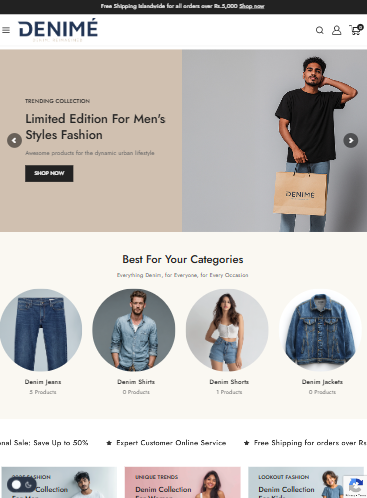 Free Shipping Islandwide for all orders over Rs.5,000 Shop now
DENIMÉ
0
TRENDING COLLECTION
Limited Edition For Men's
Styles Fashion
Awesome products for the dynamic urban lifestyle
SHOP NOW
DENIMÉ
Best For Your Categories
Everything Denim, for Everyone, for Every Occasion
Denim Jeans
5 Products
Denim Shirts
0 Products
Denim Shorts
1 Products
Denim Jackets
0 Products
onal Sale: Save Up to 50% ★ Expert Customer Online Service ★ Free Shipping for orders over Rs
FASHION
Denim Collection
UNIQUE TRENDS
Denim Collection
LOOKOUT FASHION
Denim Collection